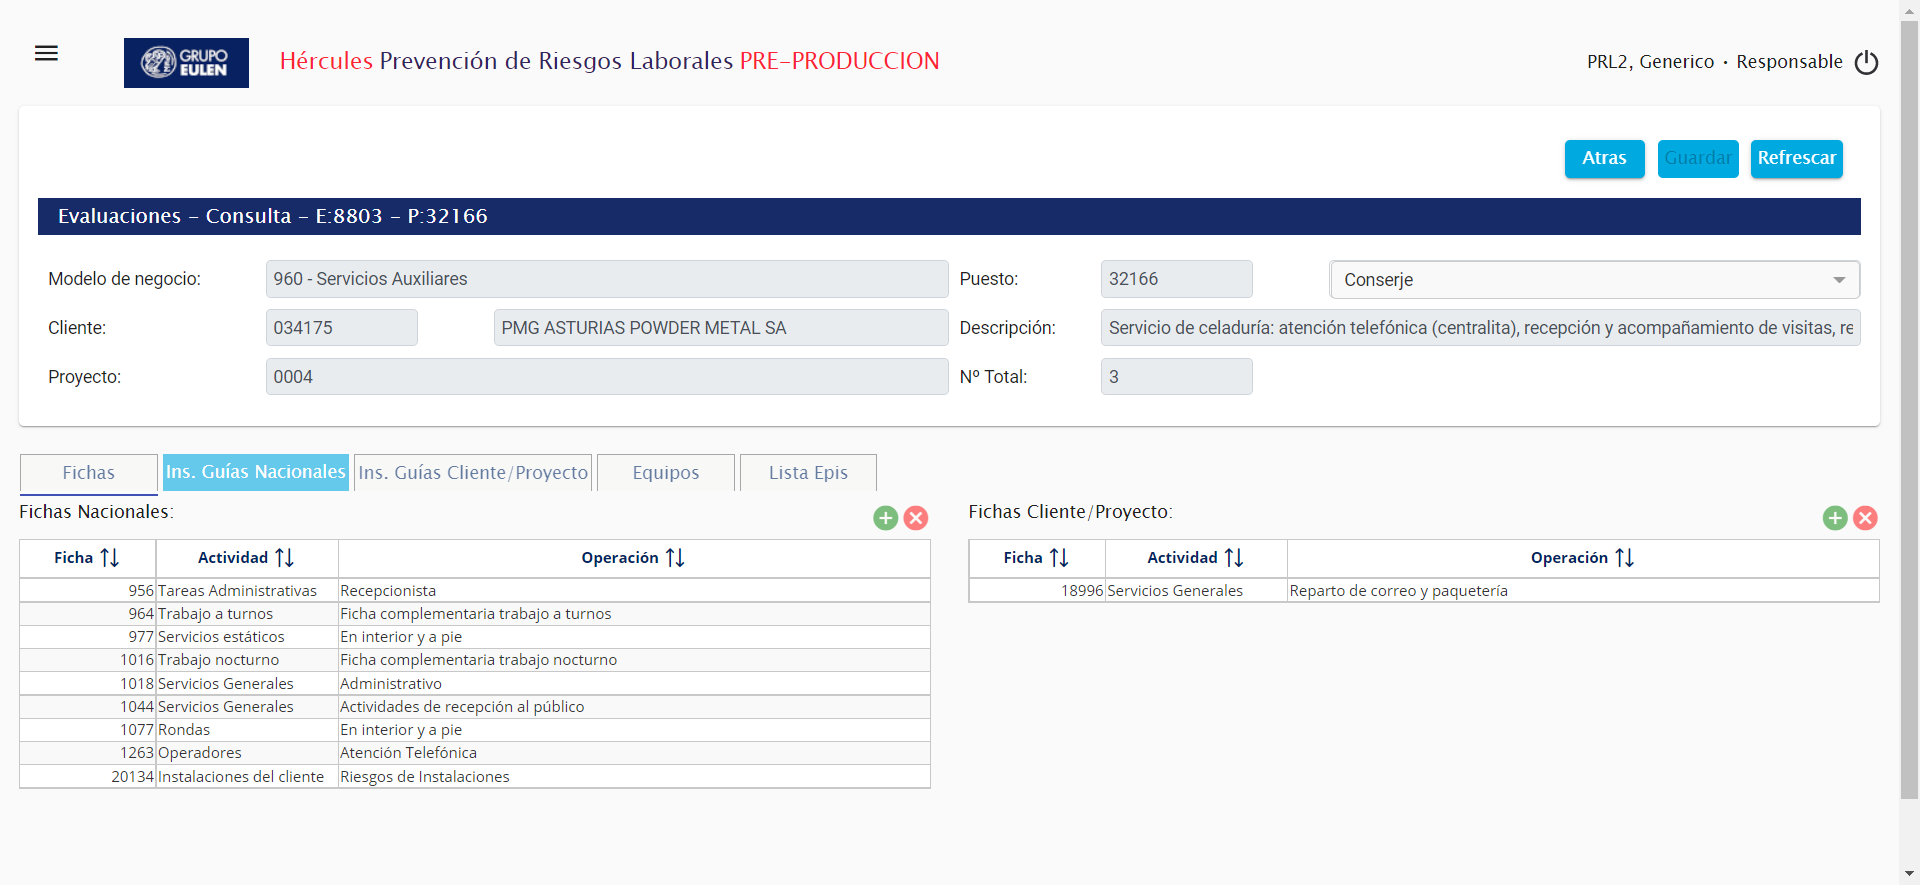 GRUPO
EULEN
Hércules Prevención de Riesgos Laborales PRE-PRODUCCION
PRL2, Generico · Responsable
Atras
Guardar
Refrescar
Evaluaciones - Consulta - E:8803 - P:32166
Modelo de negocio:
960 - Servicios Auxiliares
Puesto:
32166
Conserje
Cliente:
034175
PMG ASTURIAS POWDER METAL SA
Descripción:
Servicio de celaduría: atención telefónica (centralita), recepción y acompañamiento de visitas, re
Proyecto:
0004
Nº Total:
3
Fichas
Ins. Guías Nacionales
Ins. Guías Cliente/Proyecto
Equipos
Lista Epis
Fichas Nacionales:
Ficha Actividad Operación
956 Tareas Administrativas Recepcionista
964 Trabajo a turnos Ficha complementaria trabajo a turnos
977 Servicios estáticos En interior y a pie
1016 Trabajo nocturno Ficha complementaria trabajo nocturno
1018 Servicios Generales Administrativo
1044 Servicios Generales Actividades de recepción al público
1077 Rondas En interior y a pie
1263 Operadores Atención Telefónica
20134 Instalaciones del cliente Riesgos de Instalaciones
Fichas Cliente/Proyecto:
Ficha Actividad Operación
18996 Servicios Generales Reparto de correo y paquetería